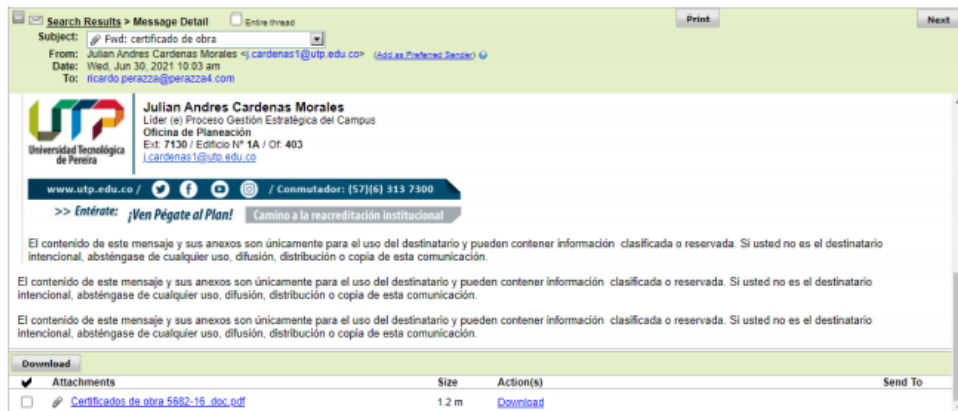 Search Results > Message Detail Entire thread Print Next
Subject: Fwd: certificado de obra
From: Julian Andres Cardenas Morales <j.cardenas1@utp.edu.co> (Add as Preferred Sender)
Date: Wed, Jun 30, 2021 10:03 am
To: ricardo.perazza@perazza4.com
UTP
Universidad Tecnológica
de Pereira
Julian Andres Cardenas Morales
Líder (e) Proceso Gestión Estratégica del Campus
Oficina de Planeación
Ext: 7130 / Edificio N° 1A / Of: 403
j.cardenas1@utp.edu.co
www.utp.edu.co / / Conmutador: (57)(6) 313 7300
>> Entérate: ¡Ven Pégate al Plan! Camino a la reacreditación institucional
El contenido de este mensaje y sus anexos son únicamente para el uso del destinatario y pueden contener información clasificada o reservada. Si usted no es el destinatario
intencional, absténgase de cualquier uso, difusión, distribución o copia de esta comunicación.
El contenido de este mensaje y sus anexos son únicamente para el uso del destinatario y pueden contener información clasificada o reservada. Si usted no es el destinatario
intencional, absténgase de cualquier uso, difusión, distribución o copia de esta comunicación.
El contenido de este mensaje y sus anexos son únicamente para el uso del destinatario y pueden contener información clasificada o reservada. Si usted no es el destinatario
intencional, absténgase de cualquier uso, difusión, distribución o copia de esta comunicación.
Download
Attachments Size Action(s) Send To
Certificados de obra 5682-16 .doc.pdf 1.2 m Download